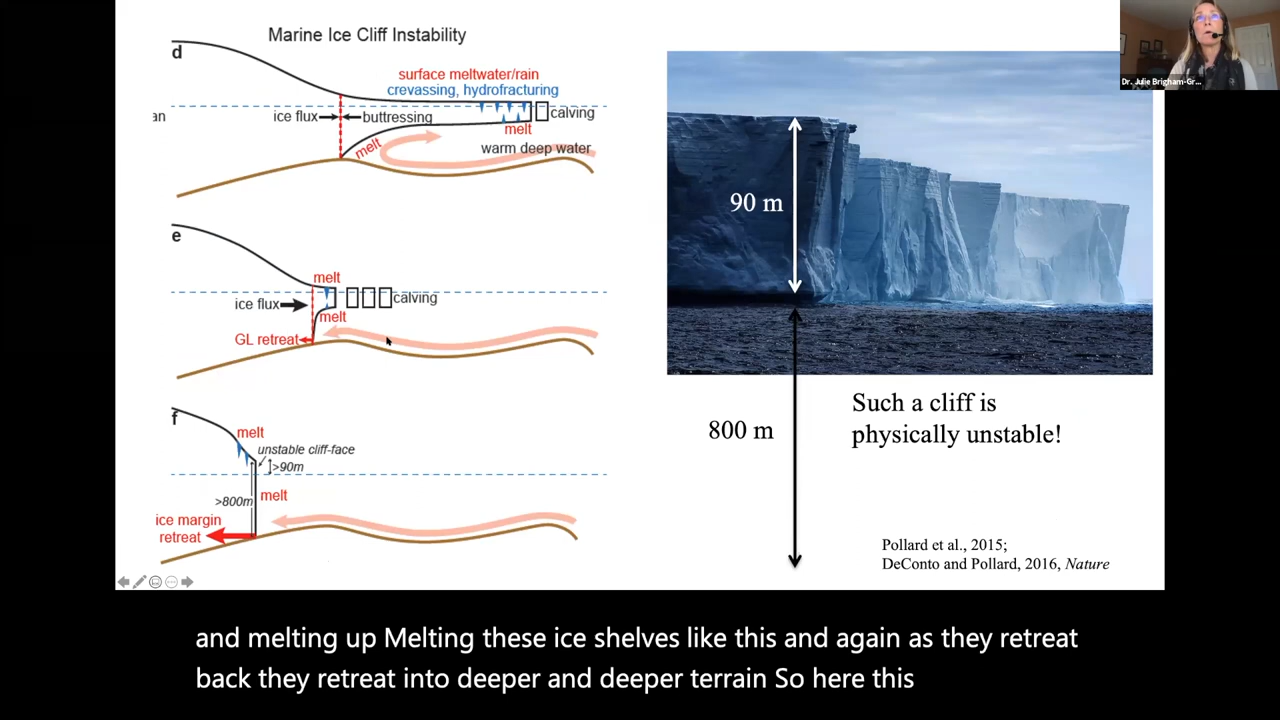 Marine Ice Cliff Instability
d
surface meltwater/rain
crevassing, hydrofracturing
an
ice flux
buttressing
calving
melt
melt
warm deep water
e
melt
ice flux
calving
melt
GL retreat
f
melt
unstable cliff-face
>90m
>800m
melt
ice margin
retreat
90 m
800 m
Such a cliff is
physically unstable!
Pollard et al., 2015;
DeConto and Pollard, 2016, Nature
Dr. Julie Brigham-Gr...
and melting up Melting these ice shelves like this and again as they retreat
back they retreat into deeper and deeper terrain So here this